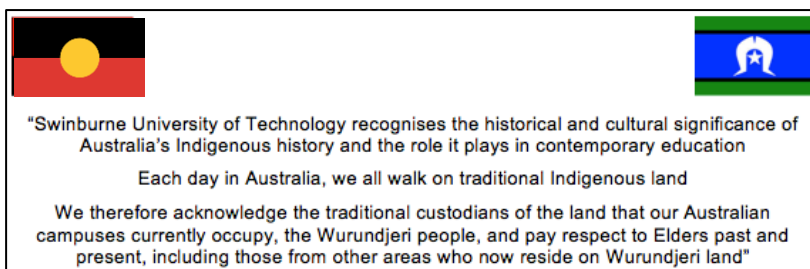 “Swinburne University of Technology recognises the historical and cultural significance of
Australia’s Indigenous history and the role it plays in contemporary education
Each day in Australia, we all walk on traditional Indigenous land
We therefore acknowledge the traditional custodians of the land that our Australian
campuses currently occupy, the Wurundjeri people, and pay respect to Elders past and
present, including those from other areas who now reside on Wurundjeri land”